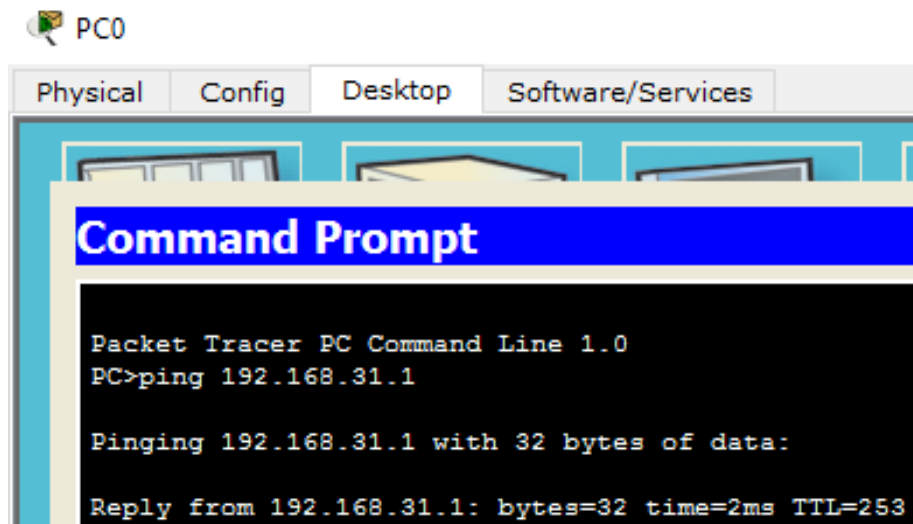 PC0
Physical Config Desktop Software/Services
Command Prompt
Packet Tracer PC Command Line 1.0
PC>ping 192.168.31.1
Pinging 192.168.31.1 with 32 bytes of data:
Reply from 192.168.31.1: bytes=32 time=2ms TTL=253